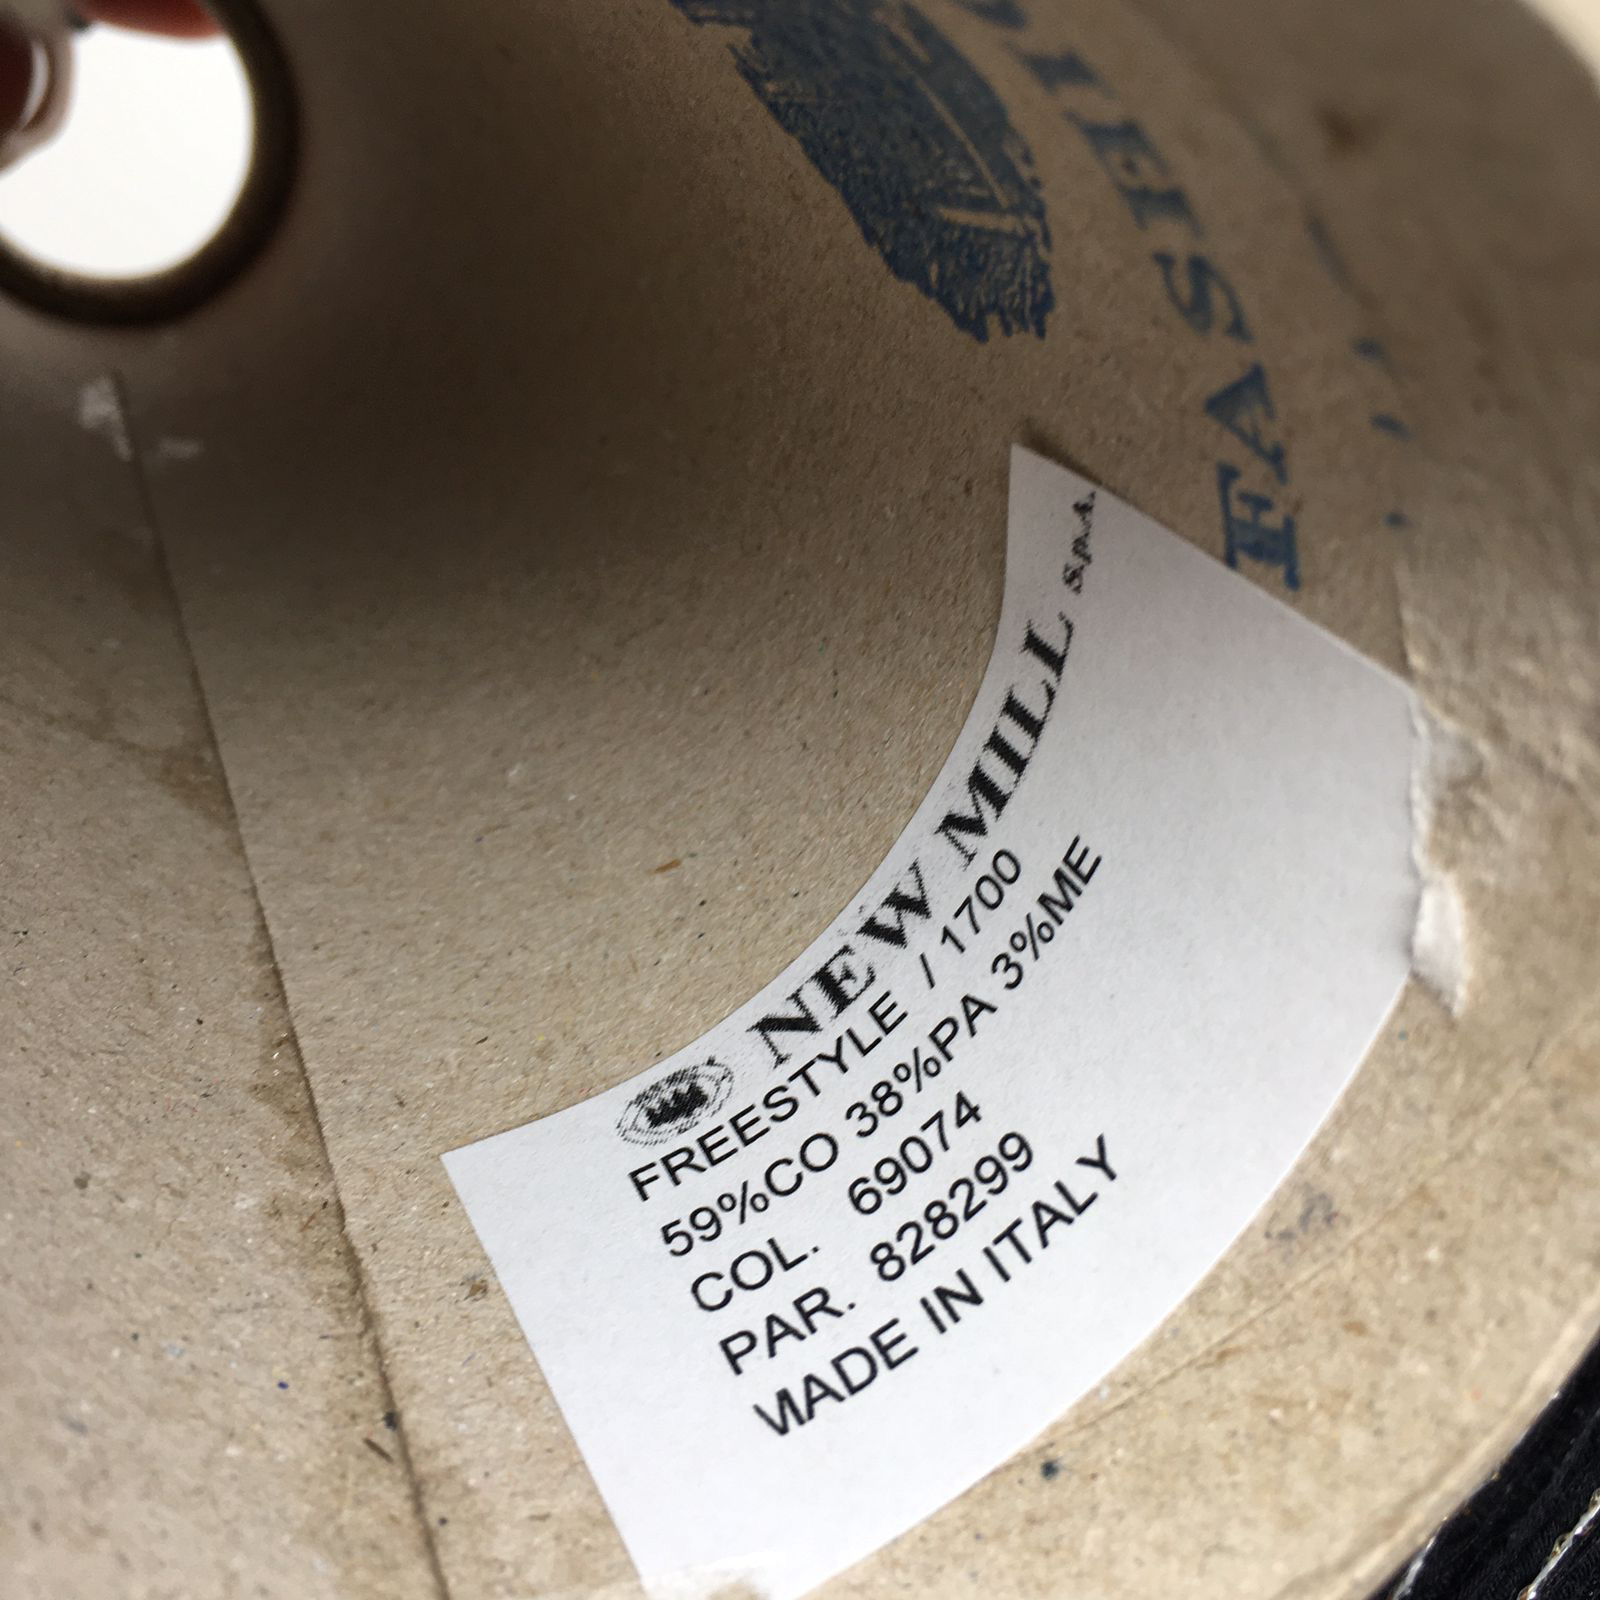 NEW MILL S.p.A.
FREESTYLE / 1700
59%CO 38%PA 3%ME
COL. 69074
PAR. 828299
MADE IN ITALY